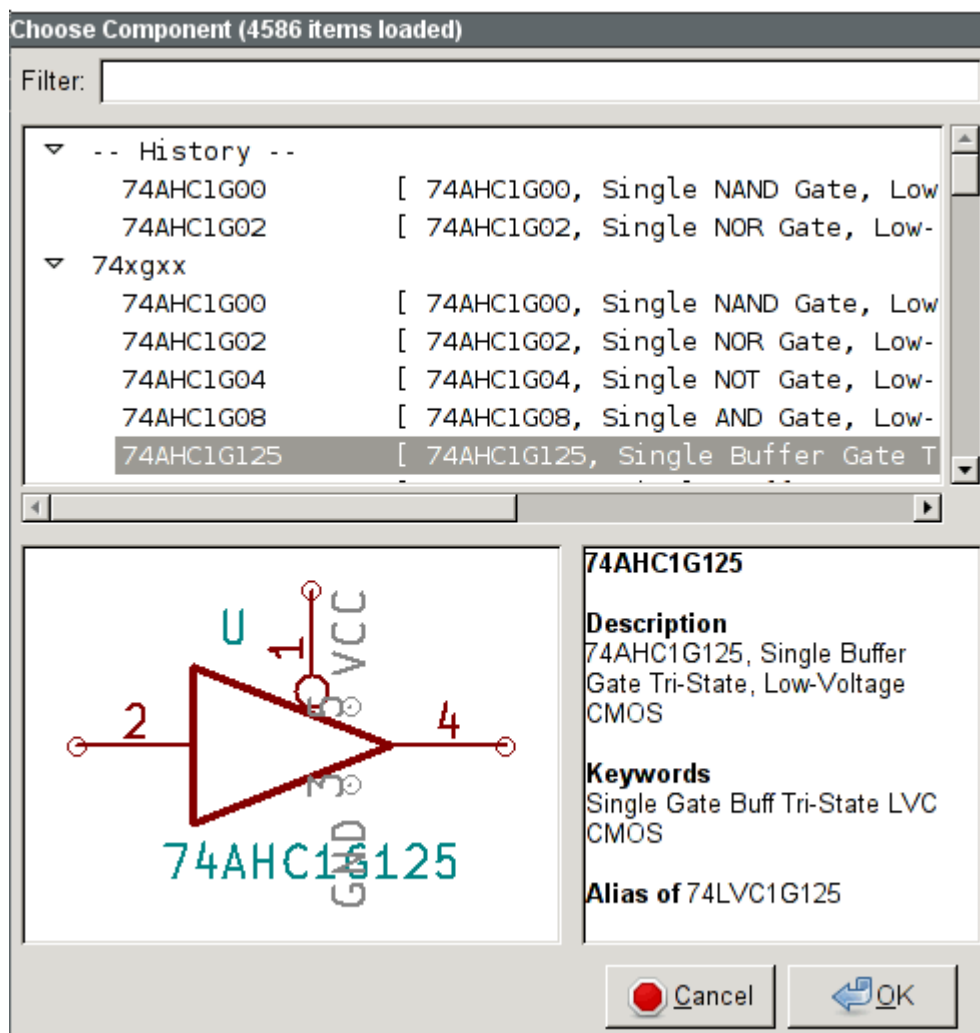 Choose Component (4586 items loaded)
Filter:
-- History --
74AHC1G00 [ 74AHC1G00, Single NAND Gate, Low
74AHC1G02 [ 74AHC1G02, Single NOR Gate, Low-
74xgxx
74AHC1G00 [ 74AHC1G00, Single NAND Gate, Low
74AHC1G02 [ 74AHC1G02, Single NOR Gate, Low-
74AHC1G04 [ 74AHC1G04, Single NOT Gate, Low-
74AHC1G08 [ 74AHC1G08, Single AND Gate, Low-
74AHC1G125 [ 74AHC1G125, Single Buffer Gate T
U
1
VCC
5
2
4
3
GND
74AHC1G125
74AHC1G125
Description
74AHC1G125, Single Buffer
Gate Tri-State, Low-Voltage
CMOS
Keywords
Single Gate Buff Tri-State LVC
CMOS
Alias of 74LVC1G125
Cancel
OK